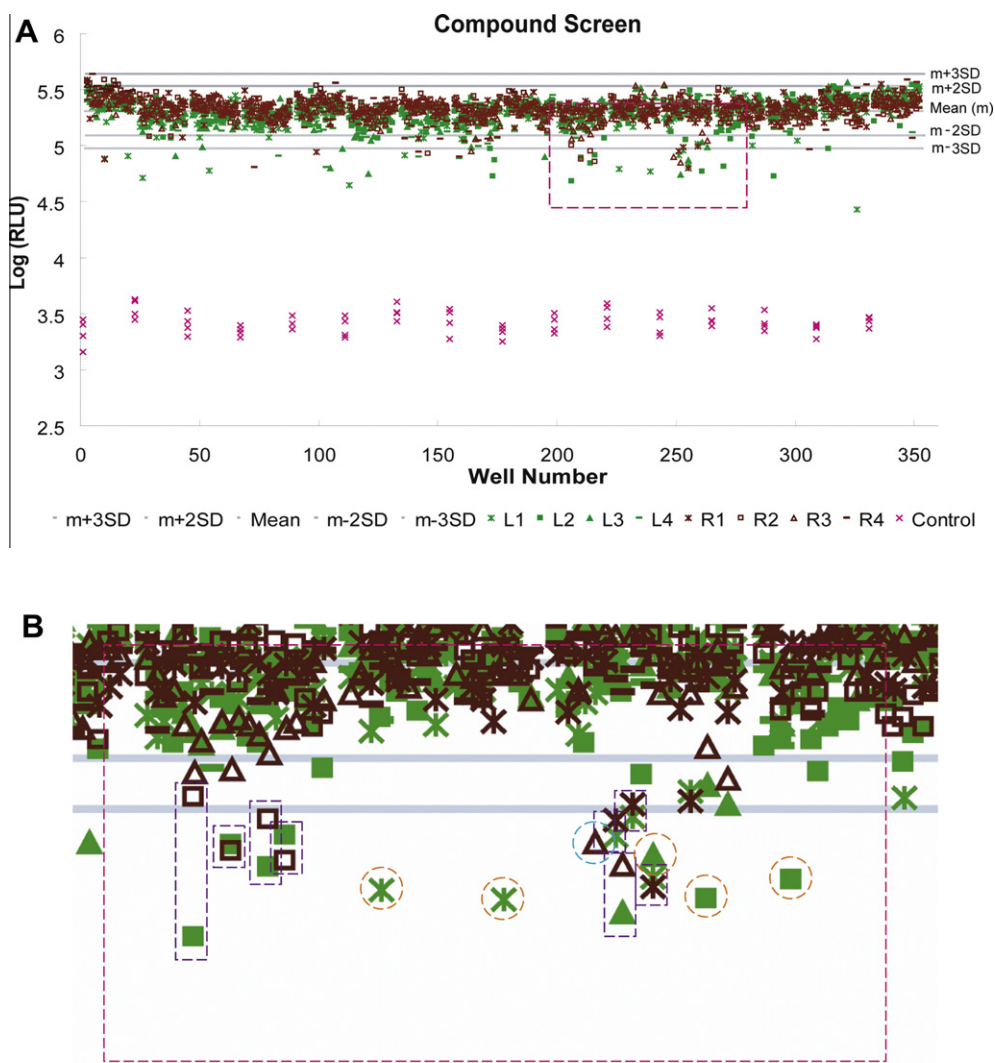 A
Compound Screen
6
5.5
5
4.5
4
3.5
3
2.5
Log (RLU)
m+3SD
m+2SD
Mean (m)
m-2SD
m-3SD
0 50 100 150 200 250 300 350
Well Number
m+3SD m+2SD Mean m-2SD m-3SD L1 L2 L3 L4 R1 R2 R3 R4 Control
B